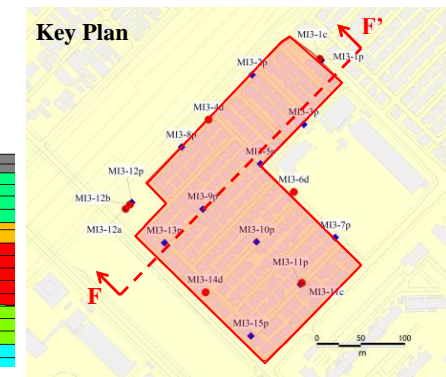 Key Plan
F'
MI3-1c
MI3-1p
MI3-2p
MI3-4d
MI3-3p
MI3-8p
MI3-5p
MI3-12p
MI3-6d
MI3-12b
MI3-9p
MI3-12a
MI3-7p
MI3-13p
MI3-10p
MI3-11p
F
MI3-14d
MI3-11c
MI3-15p
0 50 100
m